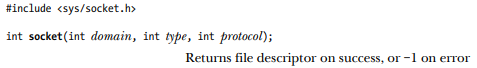 #include <sys/socket.h>
int socket(int domain, int type, int protocol);
Returns file descriptor on success, or –1 on error